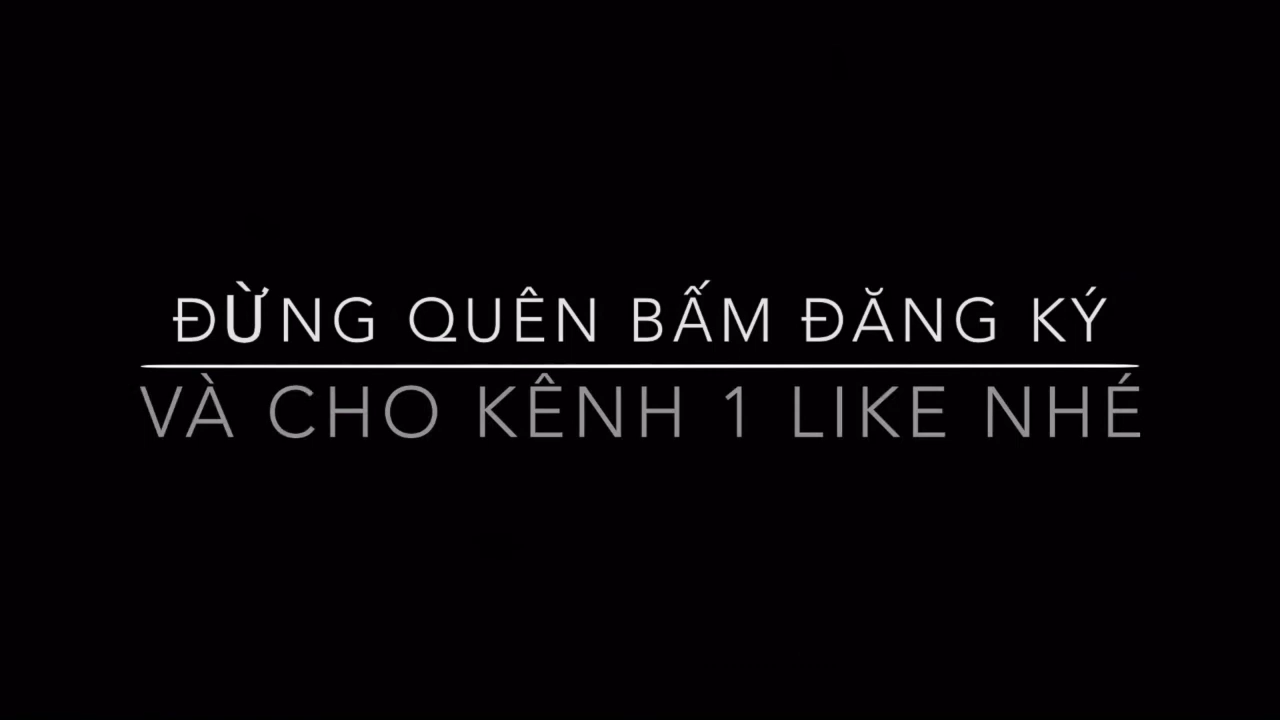 ĐỪNG QUÊN BẤM ĐĂNG KÝ
VÀ CHO KÊNH 1 LIKE NHÉ